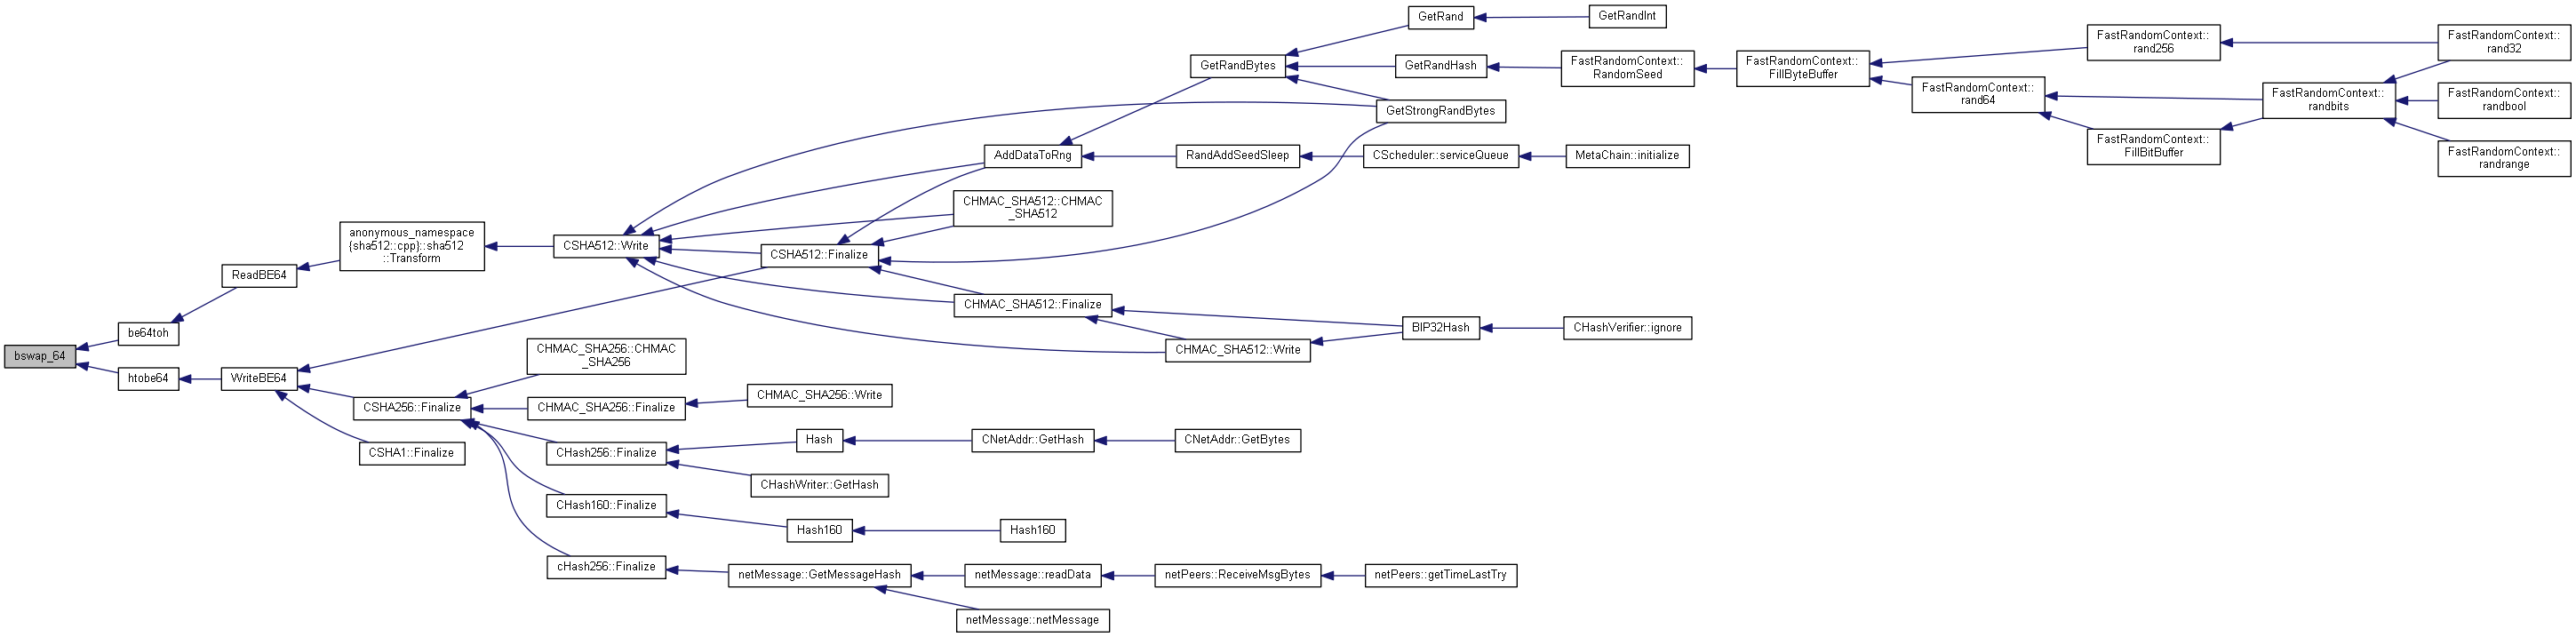 bswap_64
be64toh
htobe64
ReadBE64
WriteBE64
anonymous_namespace
{sha512::cpp}::sha512
::Transform
CSHA256::Finalize
CSHA1::Finalize
CSHA512::Write
CHMAC_SHA256::CHMAC
_SHA256
CHMAC_SHA256::Finalize
CHash256::Finalize
CHash160::Finalize
cHash256::Finalize
CSHA512::Finalize
CHMAC_SHA256::Write
Hash
CHashWriter::GetHash
Hash160
netMessage::GetMessageHash
AddDataToRng
CHMAC_SHA512::CHMAC
_SHA512
CHMAC_SHA512::Finalize
CNetAddr::GetHash
Hash160
netMessage::readData
netMessage::netMessage
GetRandBytes
RandAddSeedSleep
CHMAC_SHA512::Write
CNetAddr::GetBytes
netPeers::ReceiveMsgBytes
GetRand
GetRandHash
GetStrongRandBytes
CScheduler::serviceQueue
BIP32Hash
netPeers::getTimeLastTry
GetRandInt
FastRandomContext::
RandomSeed
MetaChain::initialize
CHashVerifier::ignore
FastRandomContext::
FillByteBuffer
FastRandomContext::
rand64
FastRandomContext::
rand256
FastRandomContext::
FillBitBuffer
FastRandomContext::
randbits
FastRandomContext::
rand32
FastRandomContext::
randbool
FastRandomContext::
randrange